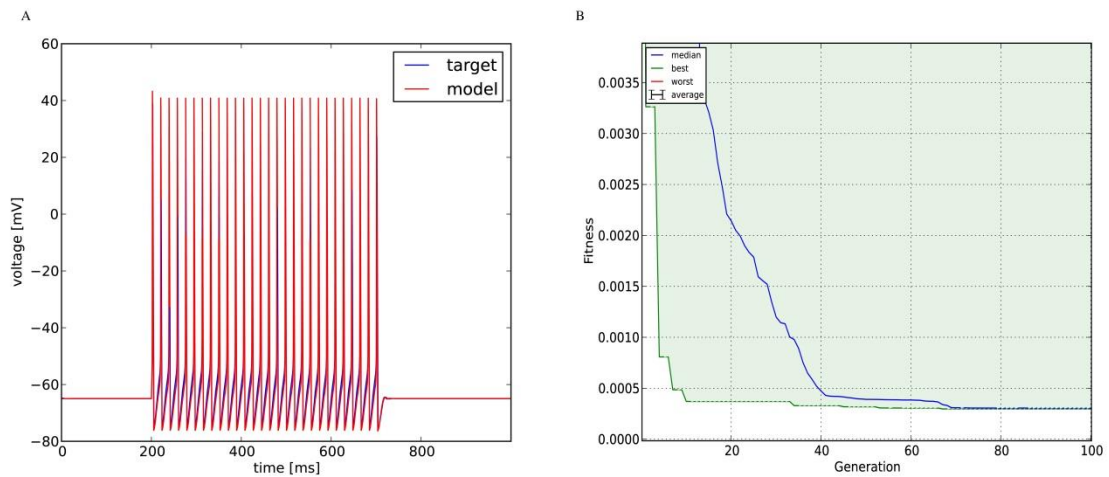 A
60
40
20
0
−20
−40
−60
−80
voltage [mV]
0
200
400
600
800
time [ms]
target
model
B
0.0035
0.0030
0.0025
0.0020
0.0015
0.0010
0.0005
0.0000
Fitness
20
40
60
80
100
Generation
median
best
worst
average